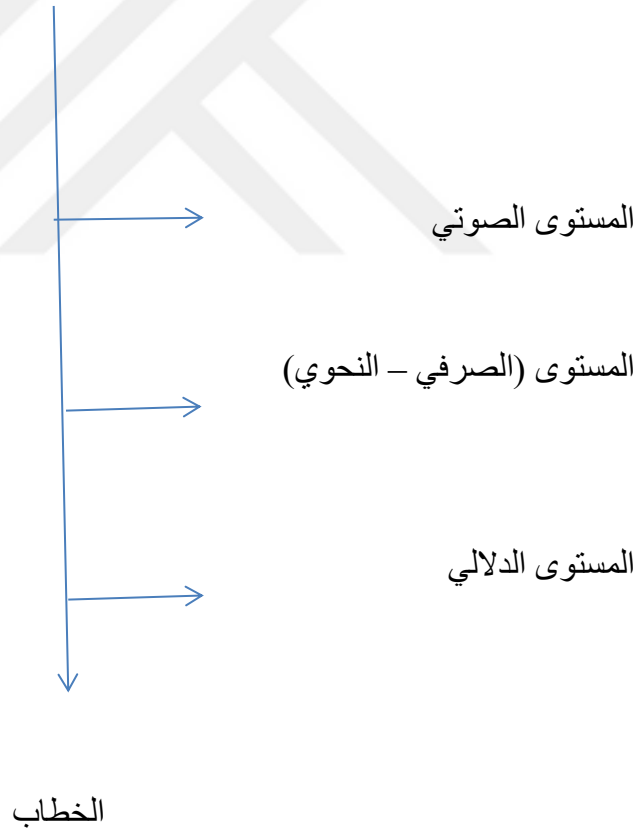 المستوى الصوتي
المستوى (الصرفي – النحوي)
المستوى الدلالي
الخطاب